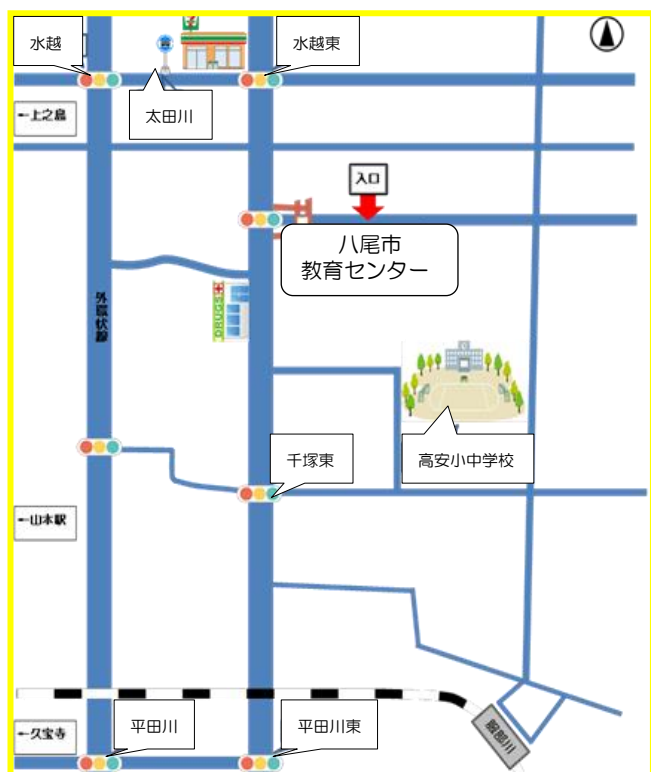 水越
7
水越東
太田川
←上之島
入口
八尾市
教育センター
外環状線
DRUGS
千塚東
高安小中学校
←山本駅
平田川
平田川東
←久宝寺
服部川